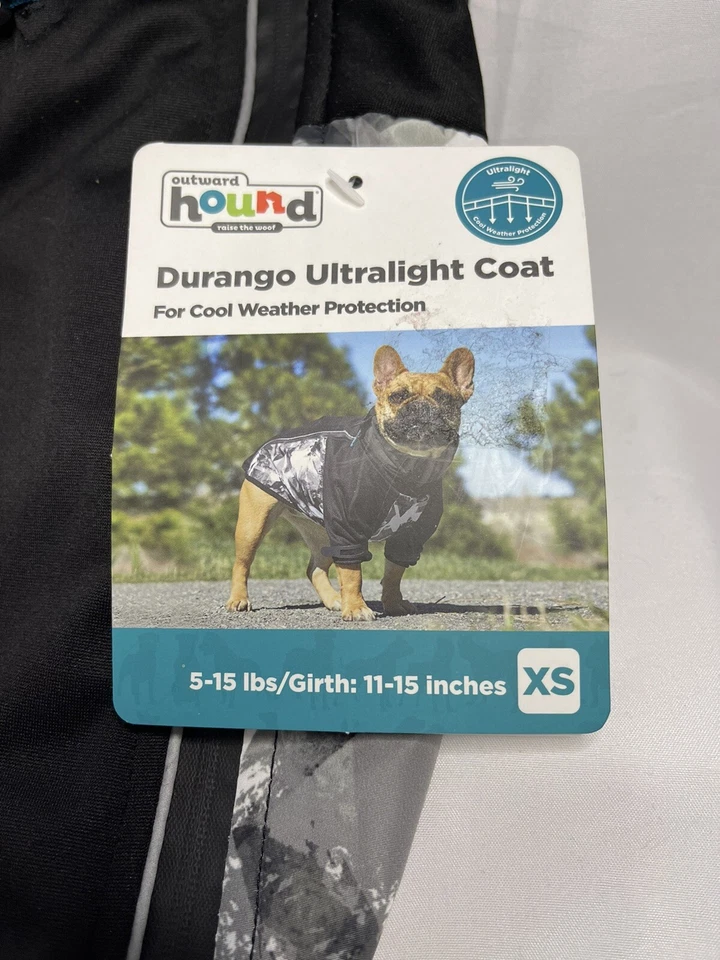 outward
hound
raise the woof
Ultralight
Cool Weather Protection
Durango Ultralight Coat
For Cool Weather Protection
5-15 lbs/Girth: 11-15 inches
XS